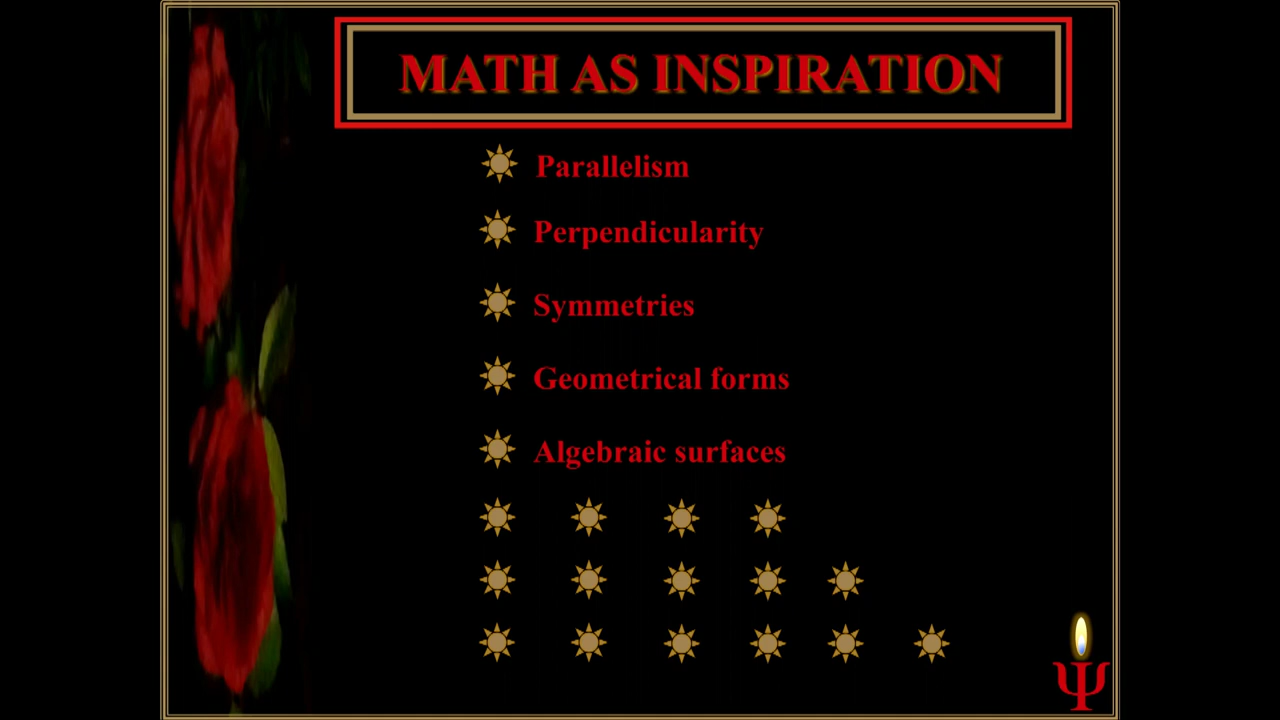 MATH AS INSPIRATION
Parallelism
Perpendicularity
Symmetries
Geometrical forms
Algebraic surfaces
Ψ